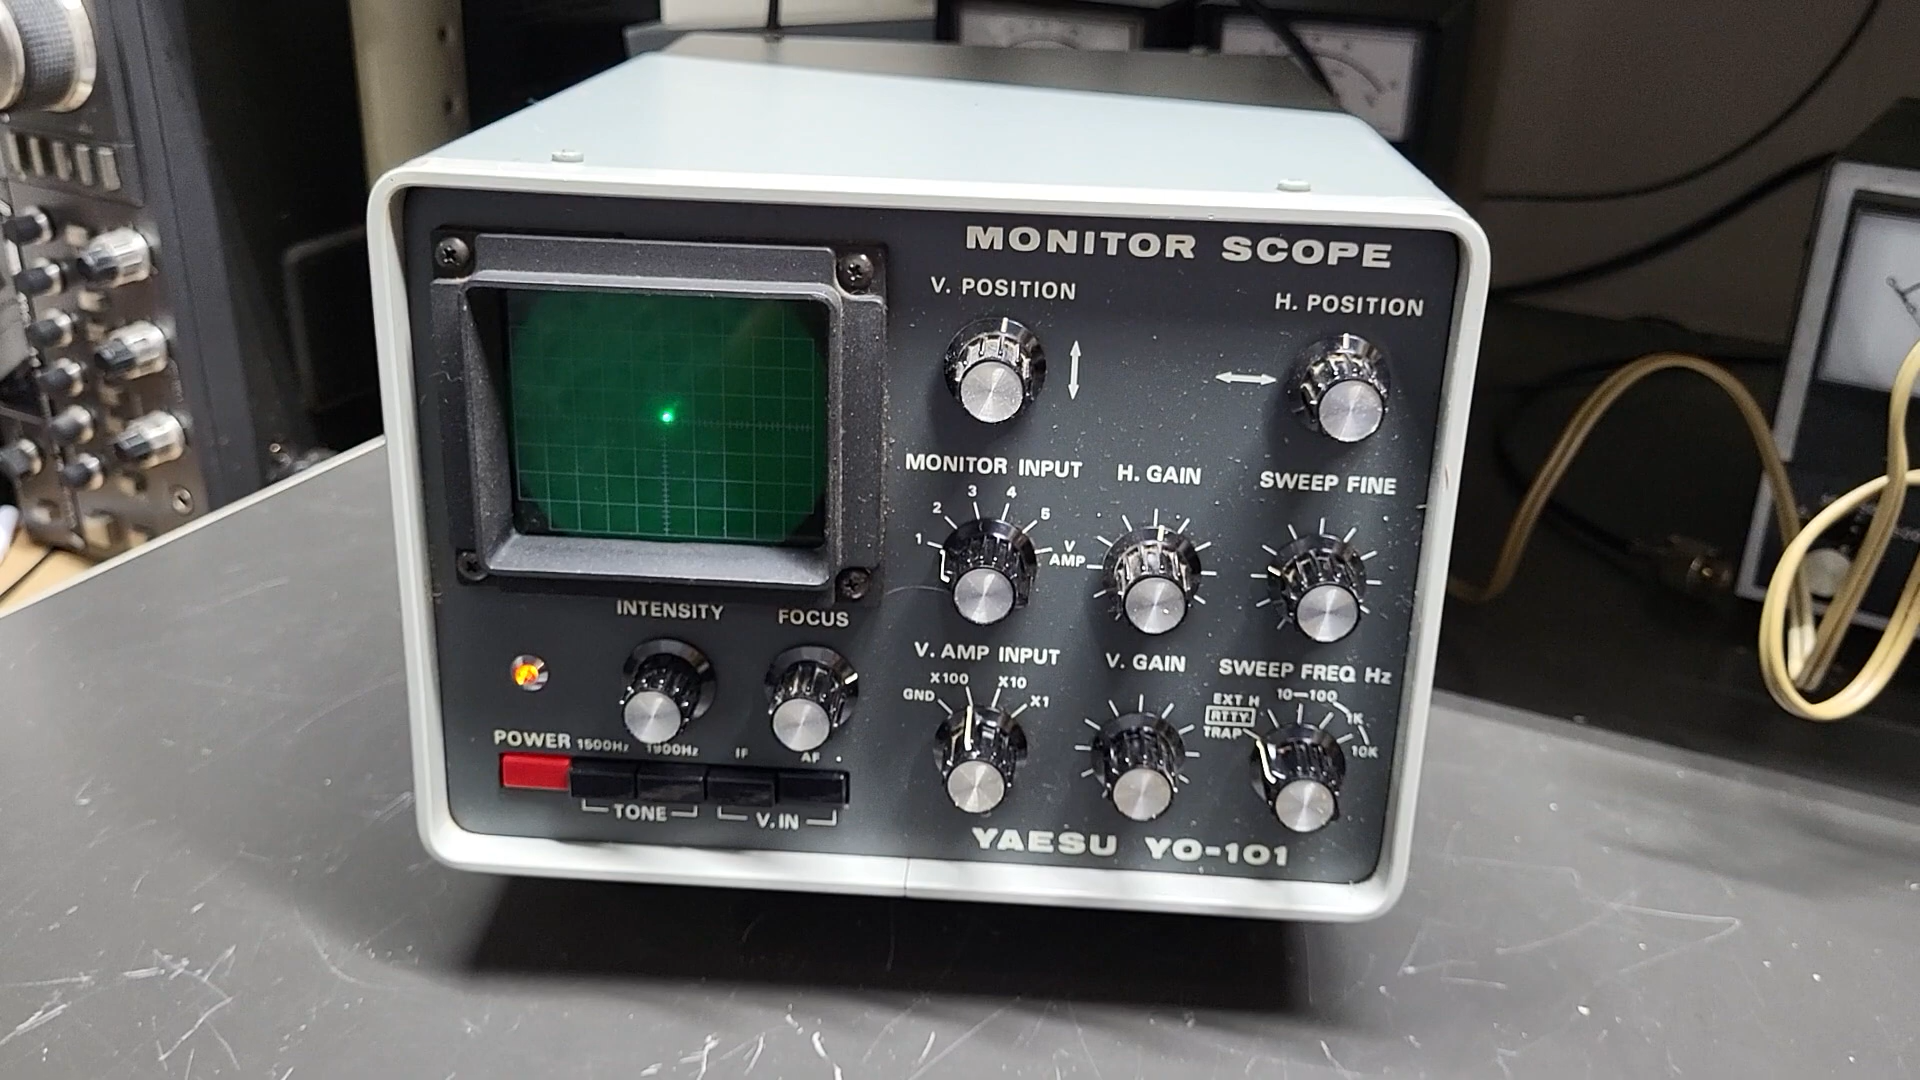 MONITOR SCOPE
V. POSITION
H. POSITION
MONITOR INPUT
H. GAIN
SWEEP FINE
1 2 3 4 5
V
AMP
INTENSITY
FOCUS
V. AMP INPUT
V. GAIN
SWEEP FREQ Hz
GND X100 X10 X1
EXT H
RTTY
TRAP
10-100
1K
10K
POWER 1500Hz 1900Hz IF AF
TONE
V. IN
YAESU YO-101